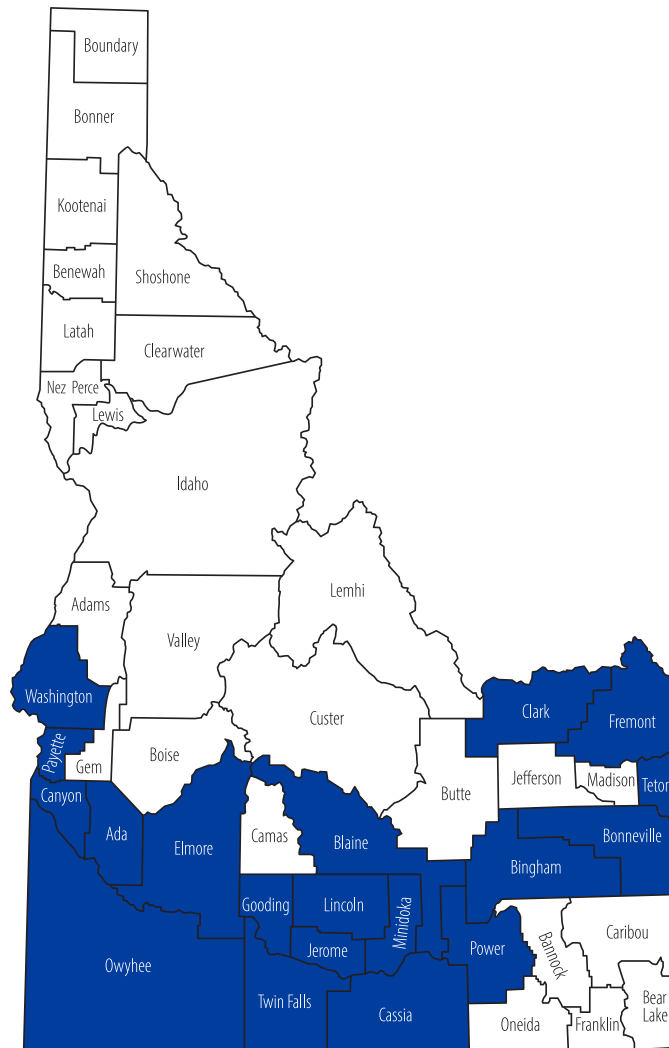 Boundary
Bonner
Kootenai
Shoshone
Benewah
Latah
Clearwater
Nez Perce
Lewis
Idaho
Lemhi
Adams
Valley
Washington
Custer
Clark
Fremont
Payette
Gem
Boise
Jefferson
Madison
Teton
Canyon
Butte
Ada
Elmore
Camas
Blaine
Bonneville
Bingham
Gooding
Lincoln
Minidoka
Jerome
Power
Bannock
Caribou
Owyhee
Twin Falls
Cassia
Oneida
Franklin
Bear
Lake